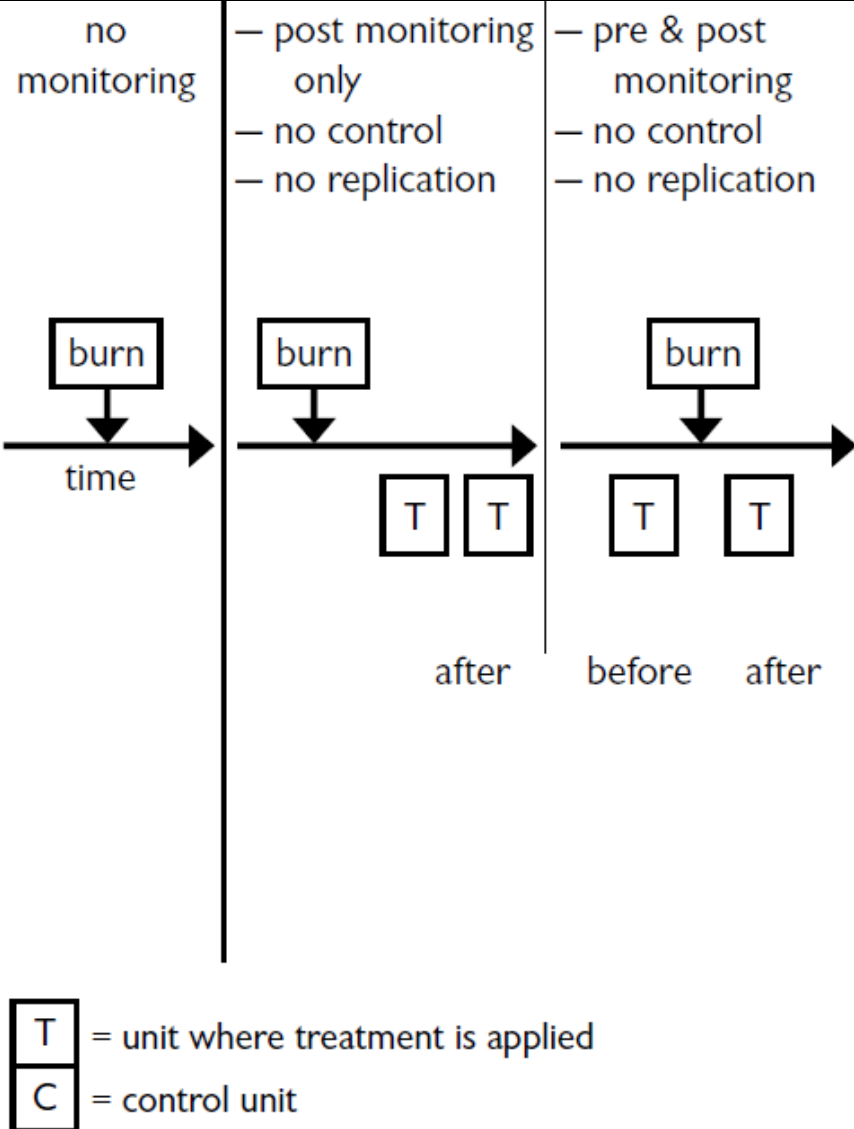 no
monitoring
— post monitoring
only
— no control
— no replication
— pre & post
monitoring
— no control
— no replication
burn
time
burn
T
T
after
burn
T
T
before
after
T = unit where treatment is applied
C = control unit